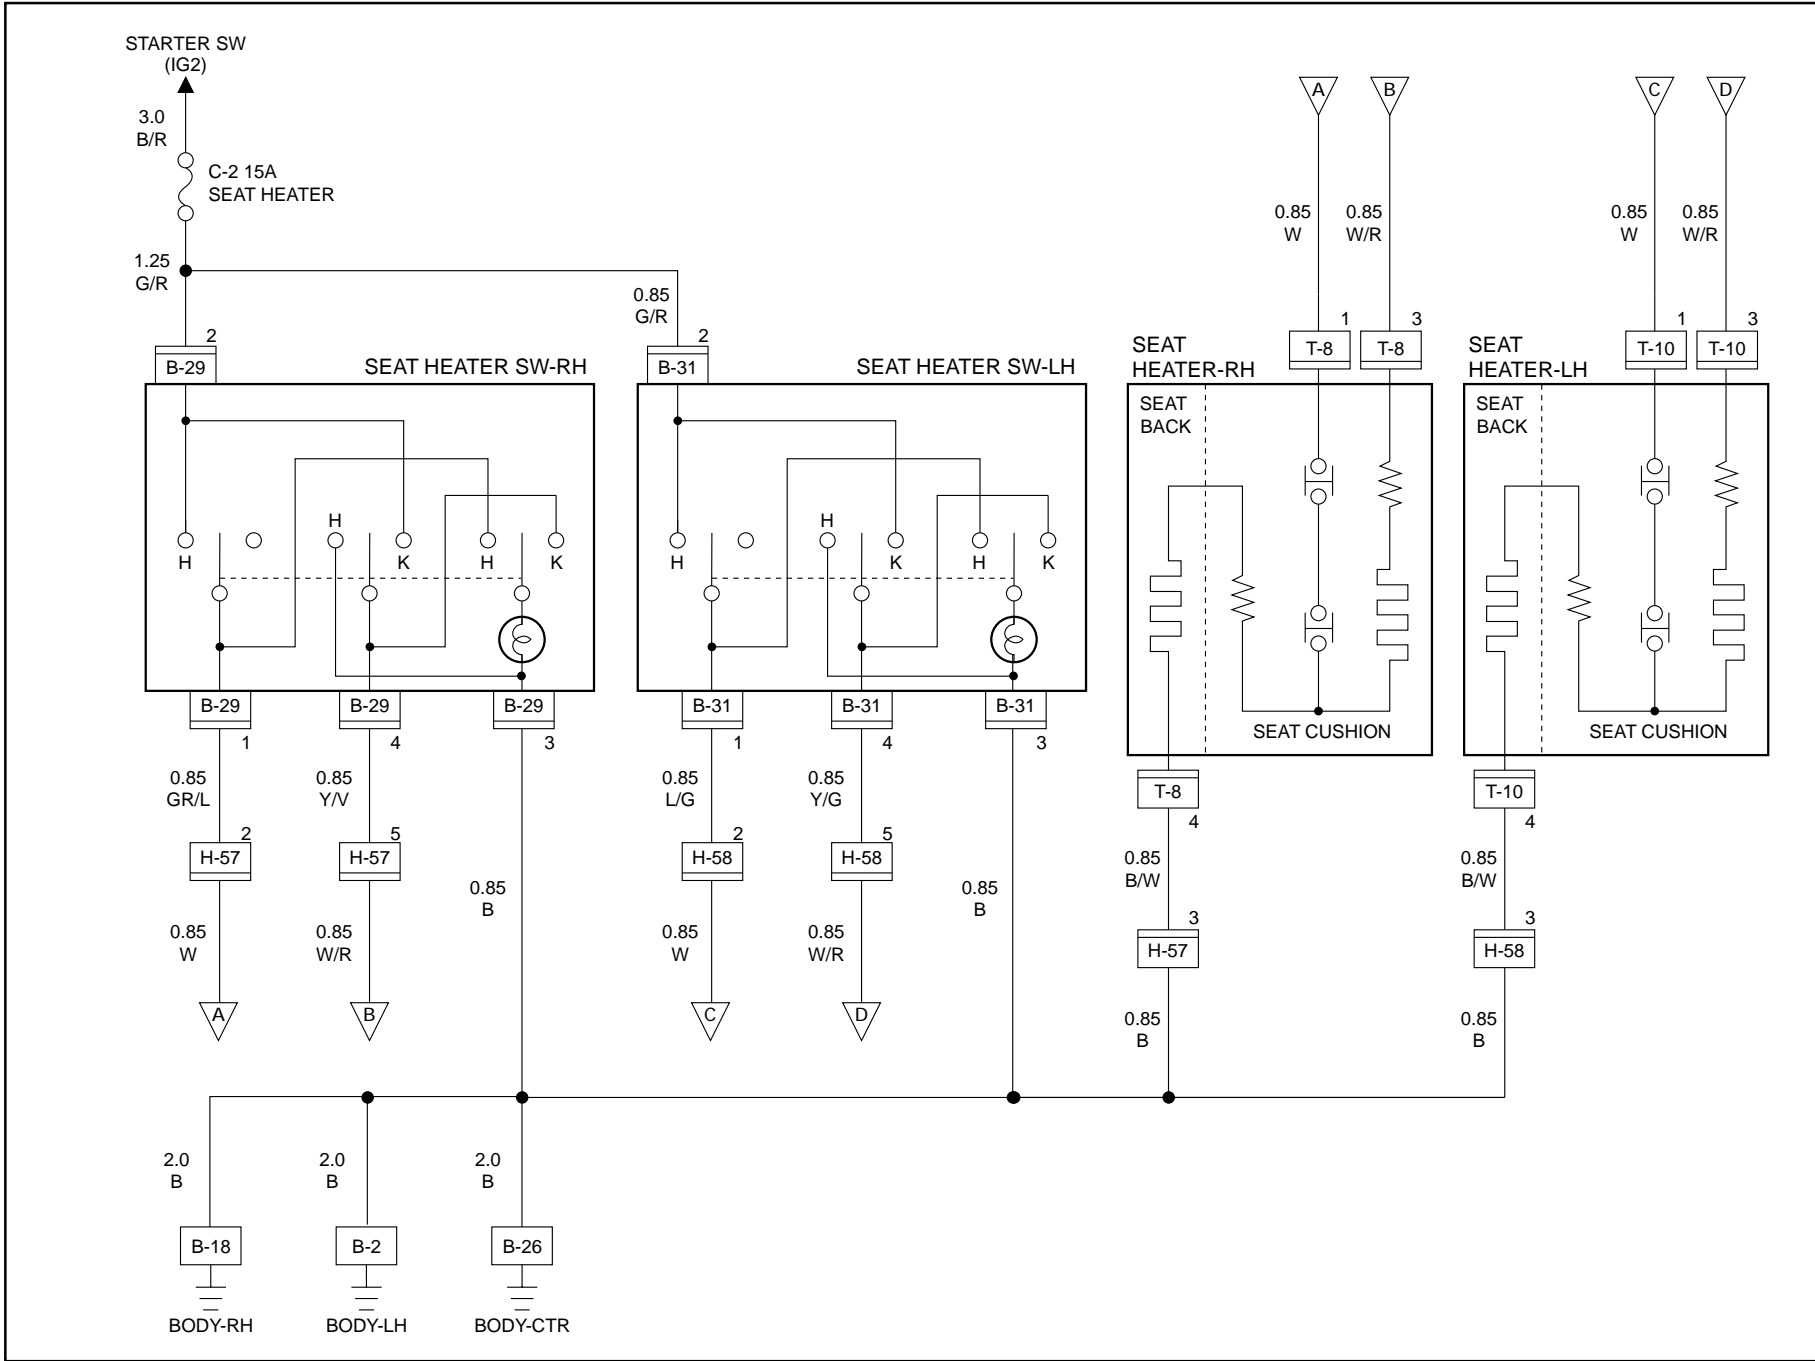 STARTER SW
(IG2)
3.0
B/R
C-2 15A
SEAT HEATER
1.25
G/R
0.85
G/R
2
B-29
SEAT HEATER SW-RH
2
B-31
SEAT HEATER SW-LH
A
B
C
D
0.85
W
0.85
W/R
0.85
W
0.85
W/R
SEAT
HEATER-RH
1
T-8
3
T-8
SEAT
HEATER-LH
1
T-10
3
T-10
H
H
K
H
K
H
H
K
H
K
SEAT
BACK
SEAT CUSHION
SEAT
BACK
SEAT CUSHION
B-29
1
B-29
4
B-29
3
B-31
1
B-31
4
B-31
3
T-8
4
T-10
4
0.85
GR/L
0.85
Y/V
0.85
L/G
0.85
Y/G
2
H-57
5
H-57
2
H-58
5
H-58
0.85
B
0.85
B
0.85
B/W
0.85
B/W
0.85
W
0.85
W/R
0.85
W
0.85
W/R
3
H-57
3
H-58
A
B
C
D
0.85
B
0.85
B
2.0
B
2.0
B
2.0
B
B-18
B-2
B-26
BODY-RH
BODY-LH
BODY-CTR